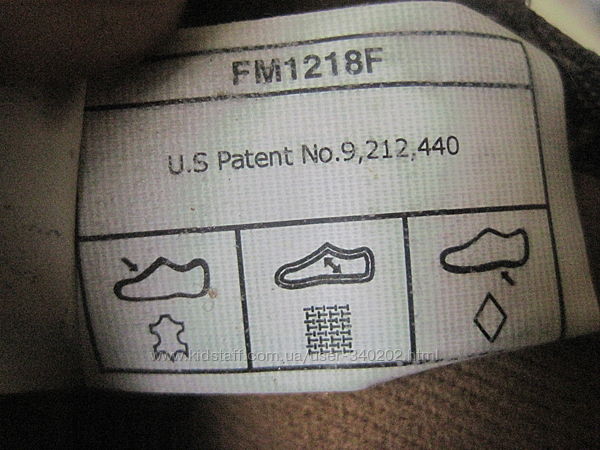 FM1218F
U.S Patent No.9,212,440
www.kidstaff.com.ua/user-340202.html